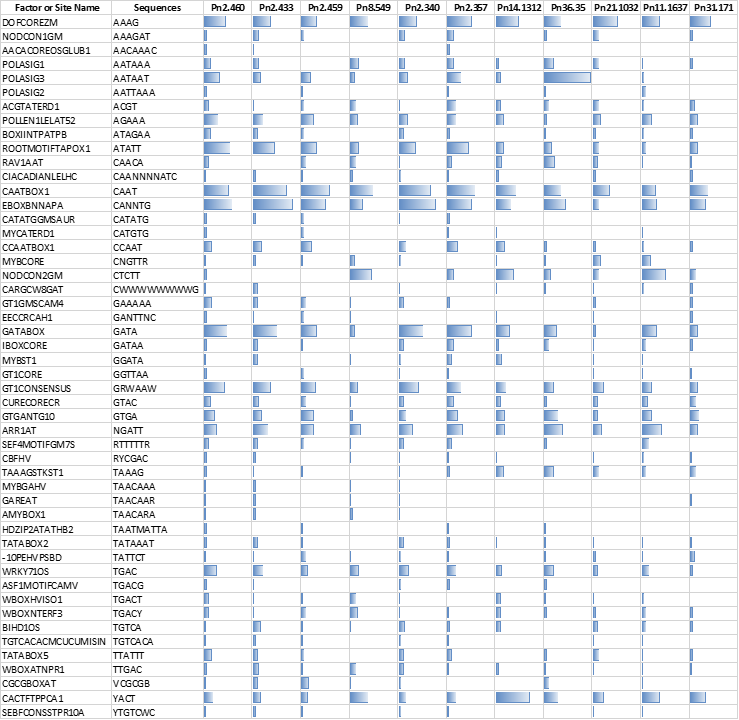 Factor or Site Name Sequences Pn2.460 Pn2.433 Pn2.459 Pn8.549 Pn2.340 Pn2.357 Pn14.1312 Pn36.35 Pn21.1032 Pn11.1637 Pn31.171
DOFCOREZM AAAG
NODCON1GM AAAGAT
AACACOREOSGLUB1 AACAAAC
POLASIG1 AATAAA
POLASIG3 AATAAT
POLASIG2 AATTAAA
ACGTATERD1 ACGT
POLLEN1LELAT52 AGAAA
BOXIINTPATPB ATAGAA
ROOTMOTIFTAPOX1 ATATT
RAV1AAT CAACA
CIACADIANLELHC CAANNNNATC
CAATBOX1 CAAT
EBOXBNNAPA CANNTG
CATATGGMSAUR CATATG
MYCATERD1 CATGTG
CCAATBOX1 CCAAT
MYBCORE CNGTTR
NODCON2GM CTCTT
CARGCW8GAT CWWWWWWWWG
GT1GMSCAM4 GAAAAA
EECCRCAH1 GANTTNC
GATABOX GATA
IBOXCORE GATAA
MYBST1 GGATA
GT1CORE GGTTAA
GT1CONSENSUS GRWAAW
CURECORECR GTAC
GTGANTG10 GTGA
ARR1AT NGATT
SEF4MOTIFGM7S RTTTTTR
CBFHV RYCGAC
TAAAGSTKST1 TAAAG
MYBGAHV TAACAAA
GAREAT TAACAAR
AMYBOX1 TAACARA
HDZIP2ATATHB2 TAATMATTA
TATABOX2 TATAAAT
-10PEHVPSBD TATTCT
WRKY71OS TGAC
ASF1MOTIFCAMV TGACG
WBOXHVISO1 TGACT
WBOXNTERF3 TGACY
BIHD1OS TGTCA
TGTCACACMCUCUMISIN TGTCACA
TATABOX5 TTATTT
WBOXATNPR1 TTGAC
CGCGBOXAT VCGCGB
CACTFTPPCA1 YACT
SEBFCONSSTPR10A YTGTCWC